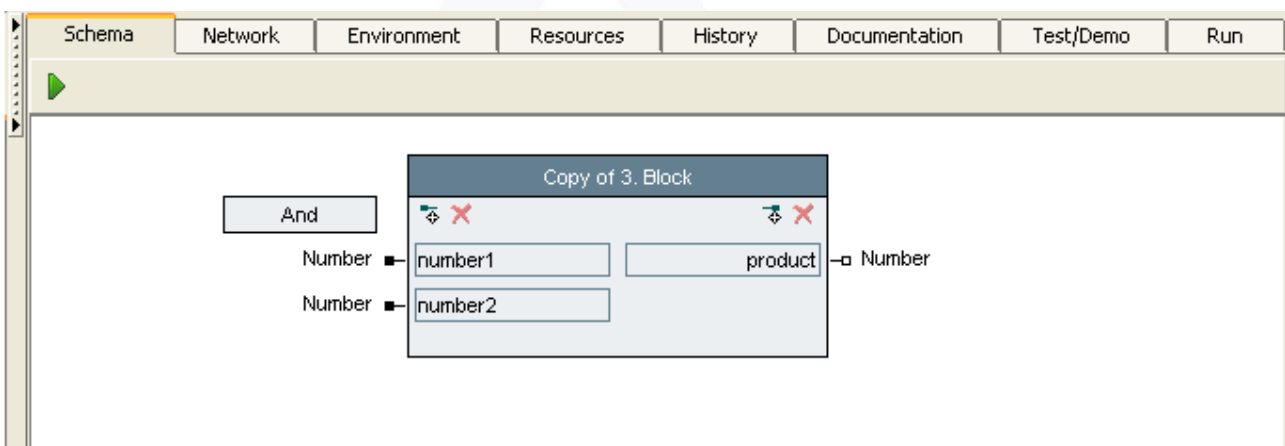 Schema Network Environment Resources History Documentation Test/Demo Run
Copy of 3. Block
And
Number number1 product Number
Number number2